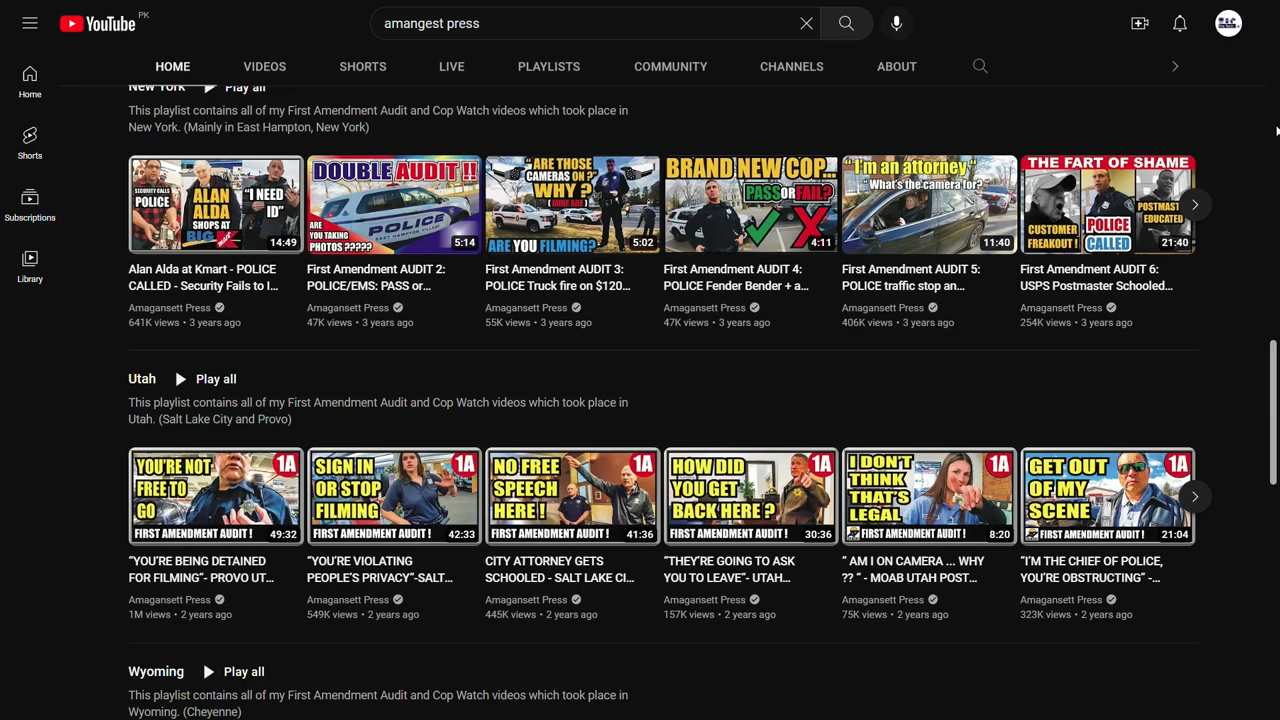 YouTube PK
amangest press
HOME VIDEOS SHORTS LIVE PLAYLISTS COMMUNITY CHANNELS ABOUT
Home
Shorts
Subscriptions
Library
New York Play all
This playlist contains all of my First Amendment Audit and Cop Watch videos which took place in
New York. (Mainly in East Hampton, New York)
SECURITY CALLS
POLICE
ALAN
ALDA
SHOPS AT
BIG
"I NEED
ID"
14:49
DOUBLE AUDIT !!
ARE
YOU TAKING
PHOTOS ?????
POLICE
EAST HAMPTON VILLAGE
5:14
"ARE THOSE
CAMERAS ON ?"
WHY ?
(MINE ARE)
ARE YOU FILMING?
5:02
BRAND NEW COP...
PASS OR FAIL?
4:11
"I'm an attorney"
"What's the camera for?"
11:40
THE FART OF SHAME
CUSTOMER
FREAKOUT !
POLICE
CALLED
POSTMASTER
EDUCATED
21:40
Alan Alda at Kmart - POLICE
CALLED - Security Fails to I...
Amagansett Press
641K views • 3 years ago
First Amendment AUDIT 2:
POLICE/EMS: PASS or...
Amagansett Press
47K views • 3 years ago
First Amendment AUDIT 3:
POLICE Truck fire on $120...
Amagansett Press
55K views • 3 years ago
First Amendment AUDIT 4:
POLICE Fender Bender + a...
Amagansett Press
47K views • 3 years ago
First Amendment AUDIT 5:
POLICE traffic stop an...
Amagansett Press
406K views • 3 years ago
First Amendment AUDIT 6:
USPS Postmaster Schooled...
Amagansett Press
254K views • 3 years ago
Utah Play all
This playlist contains all of my First Amendment Audit and Cop Watch videos which took place in
Utah. (Salt Lake City and Provo)
YOU'RE NOT
FREE TO
GO
1A
FIRST AMENDMENT AUDIT !
49:32
SIGN IN
OR STOP
FILMING
1A
FIRST AMENDMENT AUDIT !
42:33
NO FREE
SPEECH
HERE !
1A
FIRST AMENDMENT AUDIT !
41:36
HOW DID
YOU GET
BACK HERE ?
1A
FIRST AMENDMENT AUDIT !
30:36
I DON'T
THINK
THAT'S
LEGAL
1A
FIRST AMENDMENT AUDIT !
8:20
GET OUT
OF MY
SCENE
1A
FIRST AMENDMENT AUDIT !
21:04
“YOU’RE BEING DETAINED
FOR FILMING”- PROVO UT...
Amagansett Press
1M views • 2 years ago
“YOU’RE VIOLATING
PEOPLE’S PRIVACY”-SALT...
Amagansett Press
549K views • 2 years ago
CITY ATTORNEY GETS
SCHOOLED - SALT LAKE CI...
Amagansett Press
445K views • 2 years ago
“THEY’RE GOING TO ASK
YOU TO LEAVE”- UTAH...
Amagansett Press
157K views • 2 years ago
“ AM I ON CAMERA ... WHY
?? “ - MOAB UTAH POST...
Amagansett Press
75K views • 2 years ago
“I’M THE CHIEF OF POLICE,
YOU’RE OBSTRUCTING” -...
Amagansett Press
323K views • 2 years ago
Wyoming Play all
This playlist contains all of my First Amendment Audit and Cop Watch videos which took place in
Wyoming. (Cheyenne)